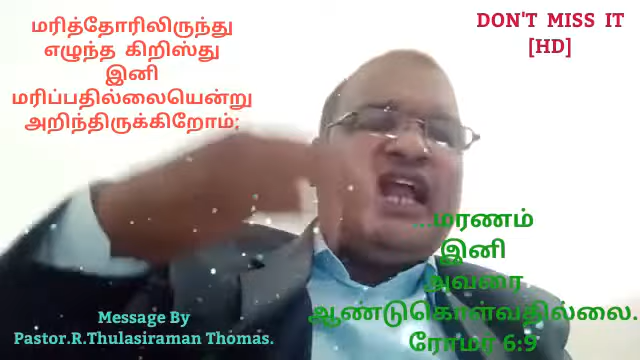 மரித்தோரிலிருந்து
எழுந்த கிறிஸ்து
இனி
மரிப்பதில்லையென்று
அறிந்திருக்கிறோம்;
DON'T MISS IT
[HD]
...மரணம்
இனி
அவரை
ஆண்டுகொள்வதில்லை.
ரோமர் 6:9
Message By
Pastor.R.Thulasiraman Thomas.